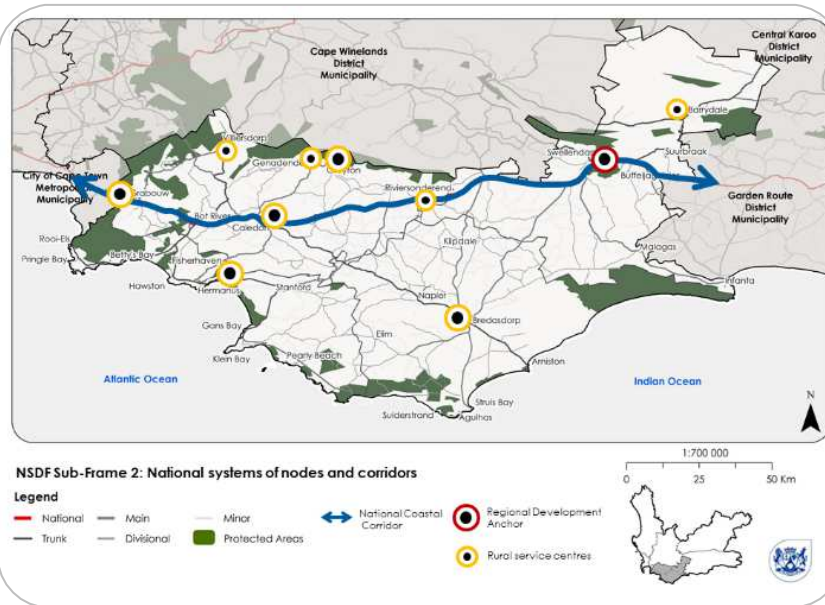 Cape Winelands
District
Municipality
Central Karoo
District
Municipality
Barrydale
Villiersdorp
Genadendal
Greyton
Swellendam
Suurbraak
Buffeljagsrivier
City of Cape Town
Metropolitan
Municipality
Grabouw
Riviersonderend
Garden Route
District
Municipality
Bot River
Caledon
Rooi-Els
Pringle Bay
Betty's Bay
Fisherhaven
Klipdale
Malagas
Hawston
Hermanus
Stanford
Infanta
Napier
Gans Bay
Bredasdorp
Elim
Klein Bay
Pearly Beach
Arniston
Atlantic Ocean
Indian Ocean
Struis Bay
Suiderstrand
Agulhas
N
NSDF Sub-Frame 2: National systems of nodes and corridors
1:700 000
0 25 50 Km
Legend
National
Main
Minor
Trunk
Divisional
Protected Areas
National Coastal
Corridor
Regional Development
Anchor
Rural service centres